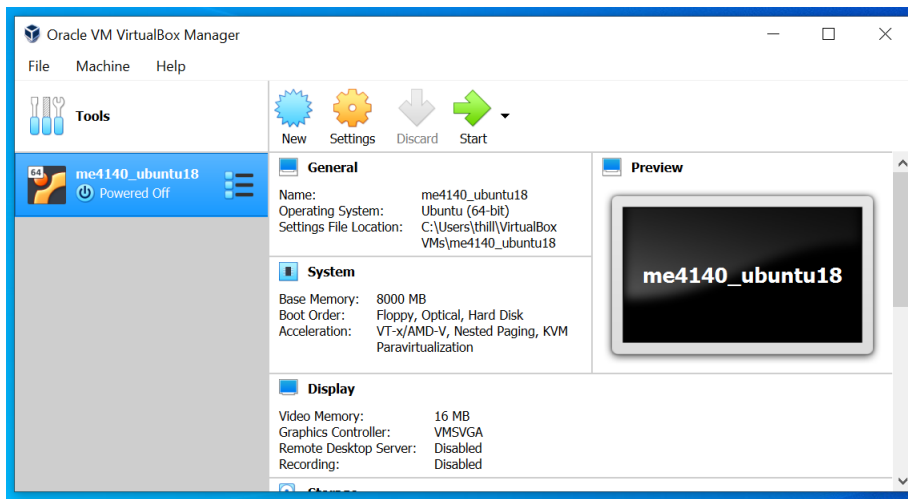 Oracle VM VirtualBox Manager
File Machine Help
Tools
New Settings Discard Start
64
me4140_ubuntu18
Powered Off
General
Name: me4140_ubuntu18
Operating System: Ubuntu (64-bit)
Settings File Location: C:\Users\thill\VirtualBox
VMs\me4140_ubuntu18
System
Base Memory: 8000 MB
Boot Order: Floppy, Optical, Hard Disk
Acceleration: VT-x/AMD-V, Nested Paging, KVM
Paravirtualization
Preview
me4140_ubuntu18
Display
Video Memory: 16 MB
Graphics Controller: VMSVGA
Remote Desktop Server: Disabled
Recording: Disabled
Storage